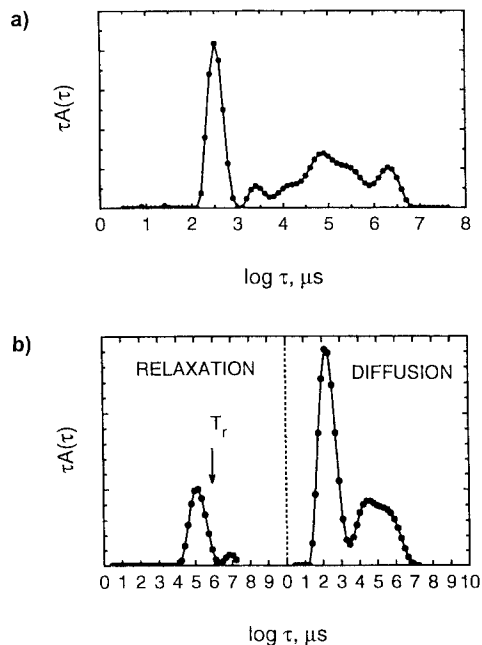 a)
τA(τ)
0 1 2 3 4 5 6 7 8
log τ, μs
b)
RELAXATION DIFFUSION
T_r
τA(τ)
0 1 2 3 4 5 6 7 8 9 0 1 2 3 4 5 6 7 8 9 10
log τ, μs